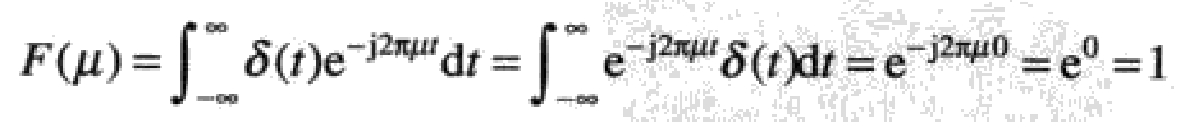 F(μ) = ∫_{-∞}^{∞} δ(t)e^{-j2πμt}dt = ∫_{-∞}^{∞} e^{-j2πμt}δ(t)dt = e^{-j2πμ0} = e^0 = 1